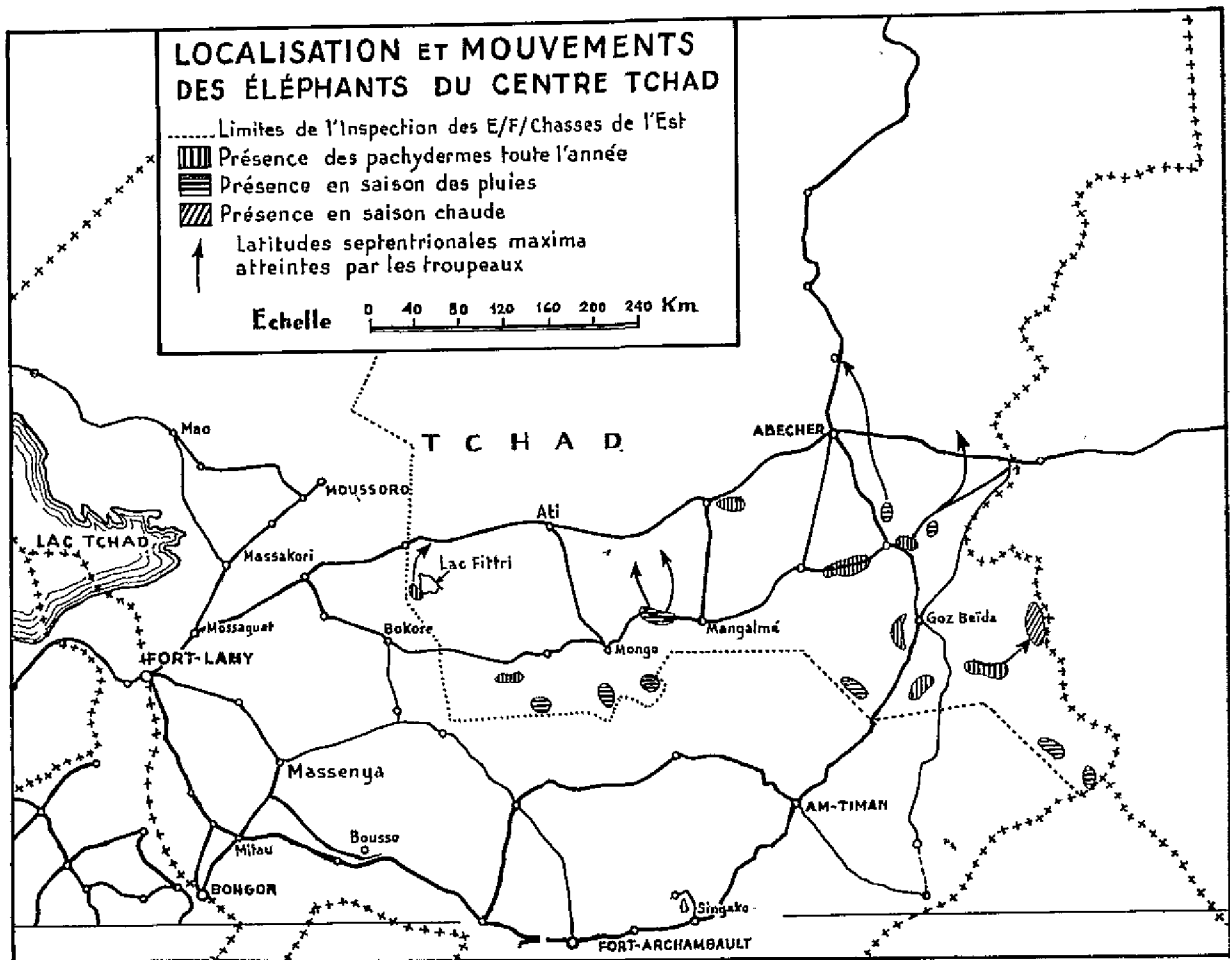 LOCALISATION ET MOUVEMENTS
DES ÉLÉPHANTS DU CENTRE TCHAD
Limites de l'Inspection des E/F/Chasses de l'Est
Présence des pachydermes toute l'année
Présence en saison des pluies
Présence en saison chaude
Latitudes septentrionales maxima
atteintes par les troupeaux
Echelle 0 40 80 120 160 200 240 Km
Mao
TCHAD
ABECHER
MOUSSORO
Ati
LAC TCHAD
Massakori
Lac Fittri
Massaguet
Bokoro
Mongo
Mangalmé
Goz Beïda
FORT-LAMY
Massenya
AM-TIMAN
Bousso
Mitau
BONGOR
Singako
FORT-ARCHAMBAULT